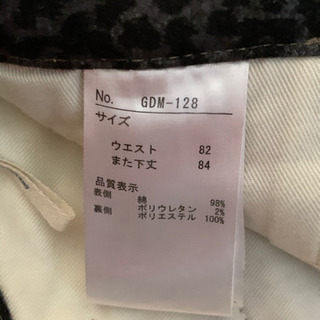 No. GDM-128
サイズ
ウエスト 82
また下丈 84
品質表示
表側 綿 98%
ポリウレタン 2%
裏側 ポリエステル 100%